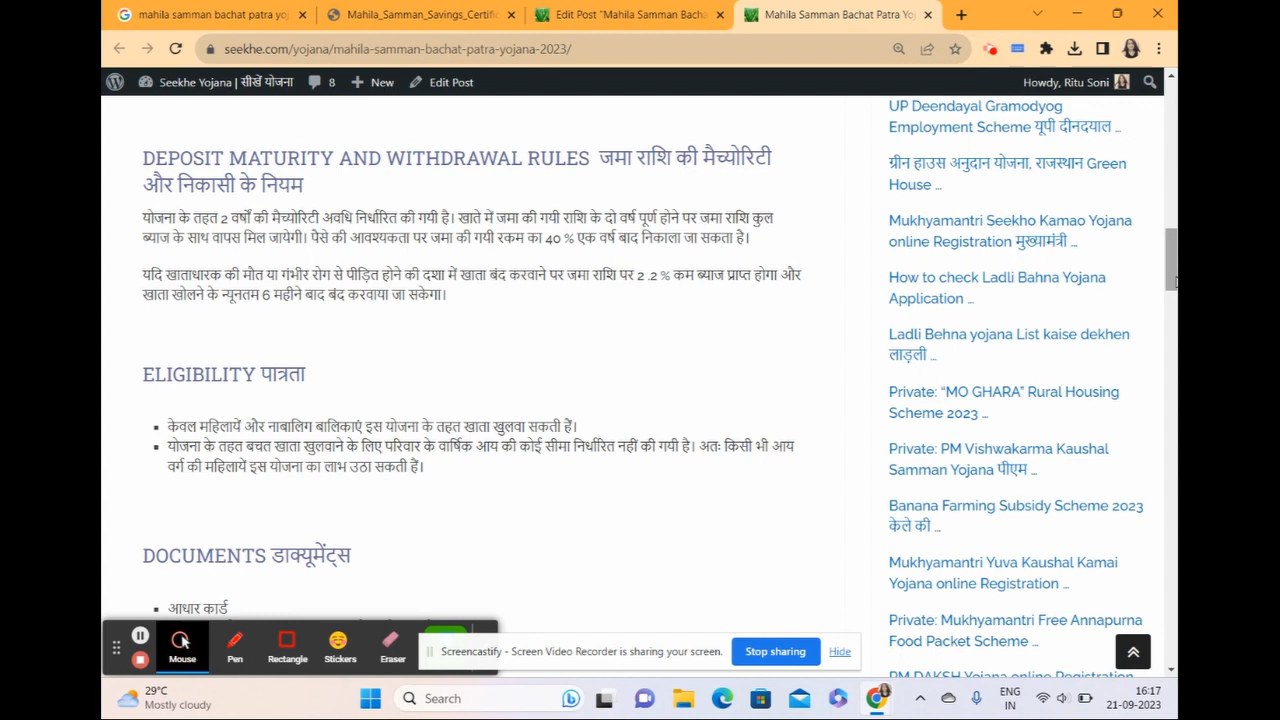 mahila samman bachat patra yo
Mahila_Samman_Savings_Certific
Edit Post "Mahila Samman Bacha
Mahila Samman Bachat Patra Yo
seekhe.com/yojana/mahila-samman-bachat-patra-yojana-2023/
Seekhe Yojana | सीखें योजना
8
New
Edit Post
Howdy, Ritu Soni
DEPOSIT MATURITY AND WITHDRAWAL RULES जमा राशि की मैच्योरिटी
और निकासी के नियम
योजना के तहत 2 वर्षों की मैच्योरिटी अवधि निर्धारित की गयी है। खाते में जमा की गयी राशि के दो वर्ष पूर्ण होने पर जमा राशि कुल
ब्याज के साथ वापस मिल जायेगी। पैसे की आवश्यकता पर जमा की गयी रकम का 40 % एक वर्ष बाद निकाला जा सकता है।
यदि खाताधारक की मौत या गंभीर रोग से पीड़ित होने की दशा में खाता बंद करवाने पर जमा राशि पर 2 .2 % कम ब्याज प्राप्त होगा और
खाता खोलने के न्यूनतम 6 महीने बाद बंद करवाया जा सकेगा।
ELIGIBILITY पात्रता
केवल महिलायें और नाबालिग बालिकाएं इस योजना के तहत खाता खुलवा सकती हैं।
योजना के तहत बचत खाता खुलवाने के लिए परिवार के वार्षिक आय की कोई सीमा निर्धारित नहीं की गयी है। अतः किसी भी आय
वर्ग की महिलायें इस योजना का लाभ उठा सकती हैं।
DOCUMENTS डाक्यूमेंट्स
आधार कार्ड
UP Deendayal Gramodyog
Employment Scheme यूपी दीनदयाल ...
ग्रीन हाउस अनुदान योजना, राजस्थान Green
House ...
Mukhyamantri Seekho Kamao Yojana
online Registration मुख्यमंत्री ...
How to check Ladli Bahna Yojana
Application ...
Ladli Behna yojana List kaise dekhen
लाड़ली ...
Private: “MO GHARA” Rural Housing
Scheme 2023 ...
Private: PM Vishwakarma Kaushal
Samman Yojana पीएम ...
Banana Farming Subsidy Scheme 2023
केले की ...
Mukhyamantri Yuva Kaushal Kamai
Yojana online Registration ...
Private: Mukhyamantri Free Annapurna
Food Packet Scheme ...
PM DAKSH Yojana online Registration
Mouse
Pen
Rectangle
Stickers
Eraser
Screencastify - Screen Video Recorder is sharing your screen.
Stop sharing
Hide
29°C
Mostly cloudy
Search
ENG
IN
16:17
21-09-2023